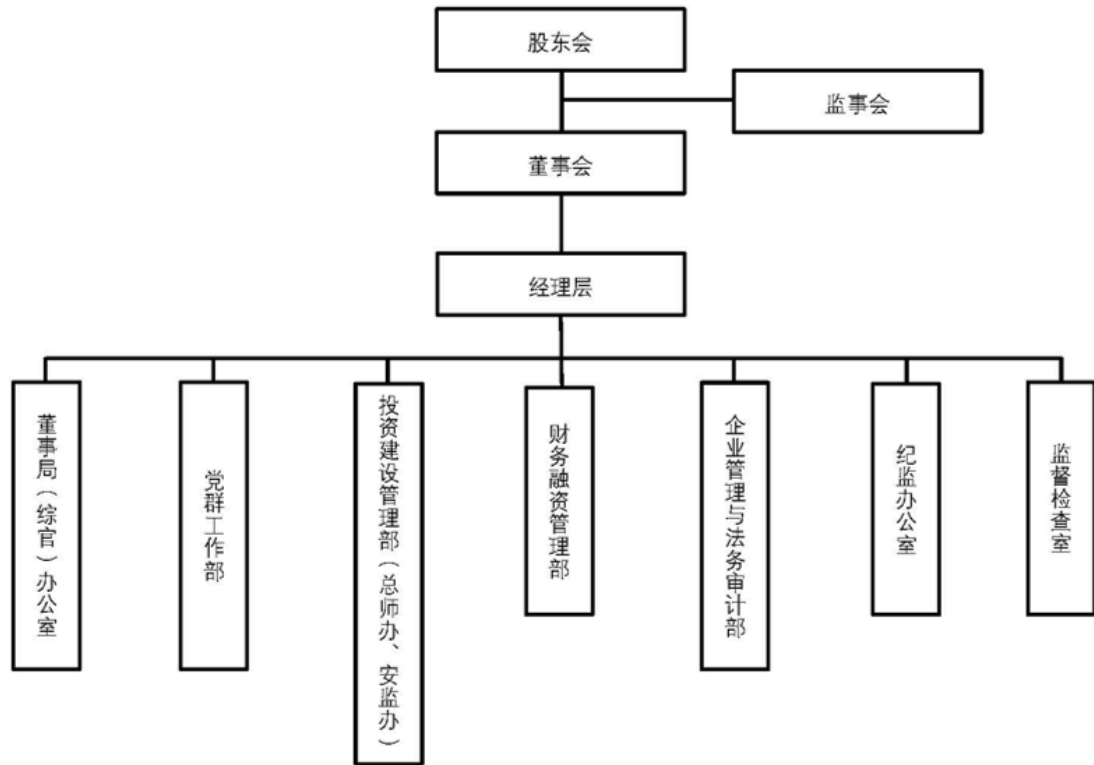 股东会
监事会
董事会
经理层
董事局（综官）办公室
党群工作部
投资建设管理部（总师办、安监办）
财务融资管理部
企业管理与法务审计部
纪监办公室
监督检查室